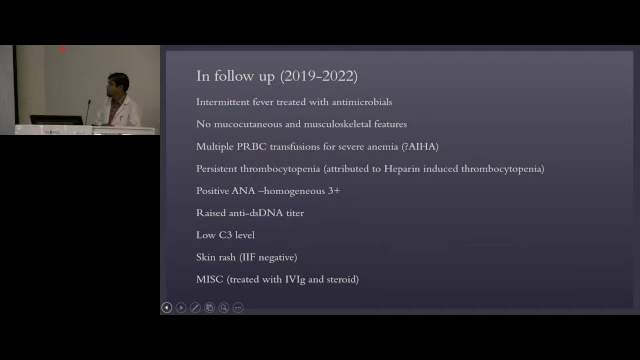 In follow up (2019-2022)
Intermittent fever treated with antimicrobials
No mucocutaneous and musculoskeletal features
Multiple PRBC transfusions for severe anemia (?AIHA)
Persistent thrombocytopenia (attributed to Heparin induced thrombocytopenia)
Positive ANA –homogeneous 3+
Raised anti-dsDNA titer
Low C3 level
Skin rash (IIF negative)
MISC (treated with IVIg and steroid)